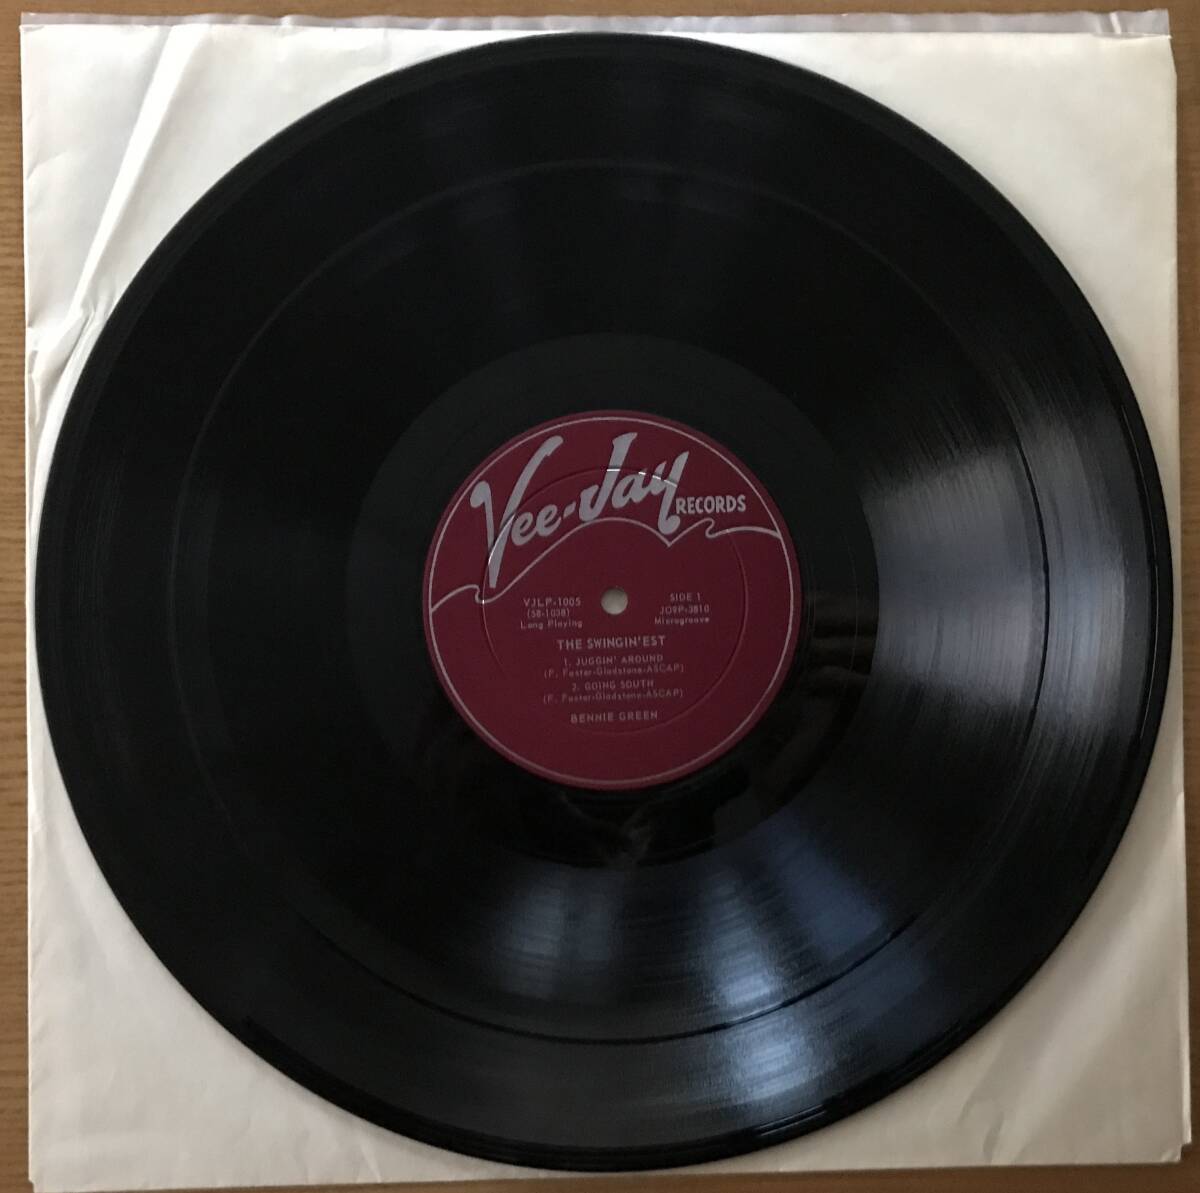 Vee-Jay
RECORDS
VJLP-1005
(58-1038)
Long Playing
SIDE 1
JO9P-3810
Microgroove
THE SWINGIN'EST
1. JUGGIN' AROUND
(F. Foster-Gladstone-ASCAP)
2. GOING SOUTH
(F. Foster-Gladstone-ASCAP)
BENNIE GREEN